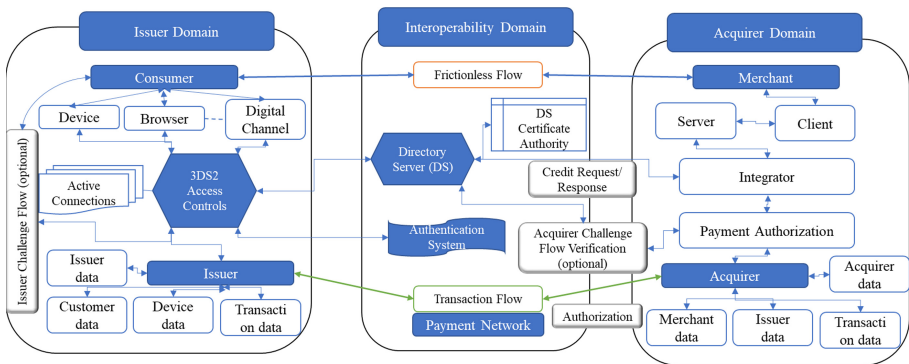 Issuer Domain
Consumer
Device
Browser
Digital
Channel
Issuer Challenge Flow (optional)
Active
Connections
3DS2
Access
Controls
Issuer
data
Issuer
Customer
data
Device
data
Transacti
on data
Interoperability Domain
Frictionless Flow
DS
Certificate
Authority
Directory
Server (DS)
Credit Request/
Response
Authentication
System
Acquirer Challenge
Flow Verification
(optional)
Transaction Flow
Payment Network
Authorization
Acquirer Domain
Merchant
Server
Client
Integrator
Payment Authorization
Acquirer
Acquirer
data
Merchant
data
Issuer
data
Transacti
on data